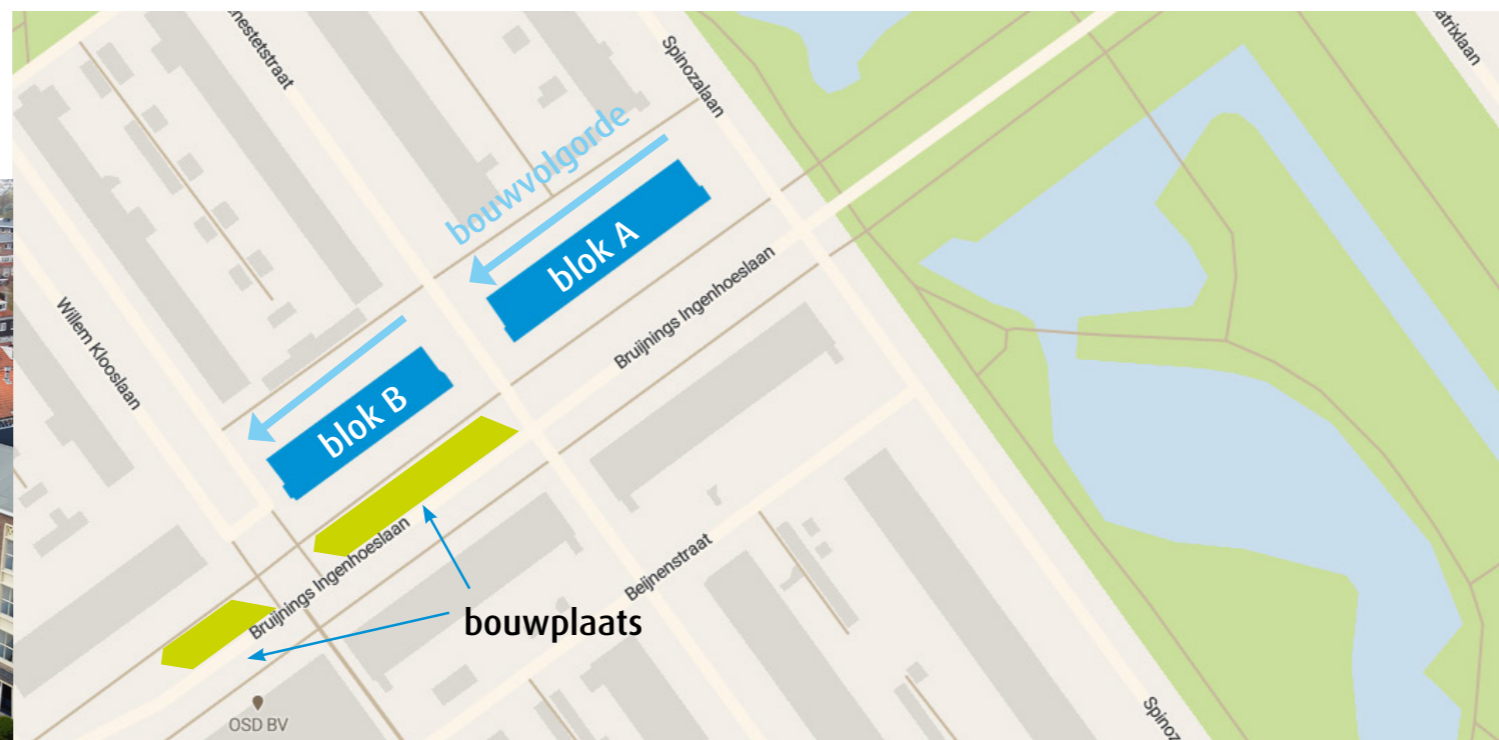 Spinozalaan
bouwvolgorde
blok A
Bruijnings Ingenhoeslaan
Willem Klooslaan
blok B
Bruijnings Ingenhoeslaan
Beijnenstraat
bouwplaats
OSD BV